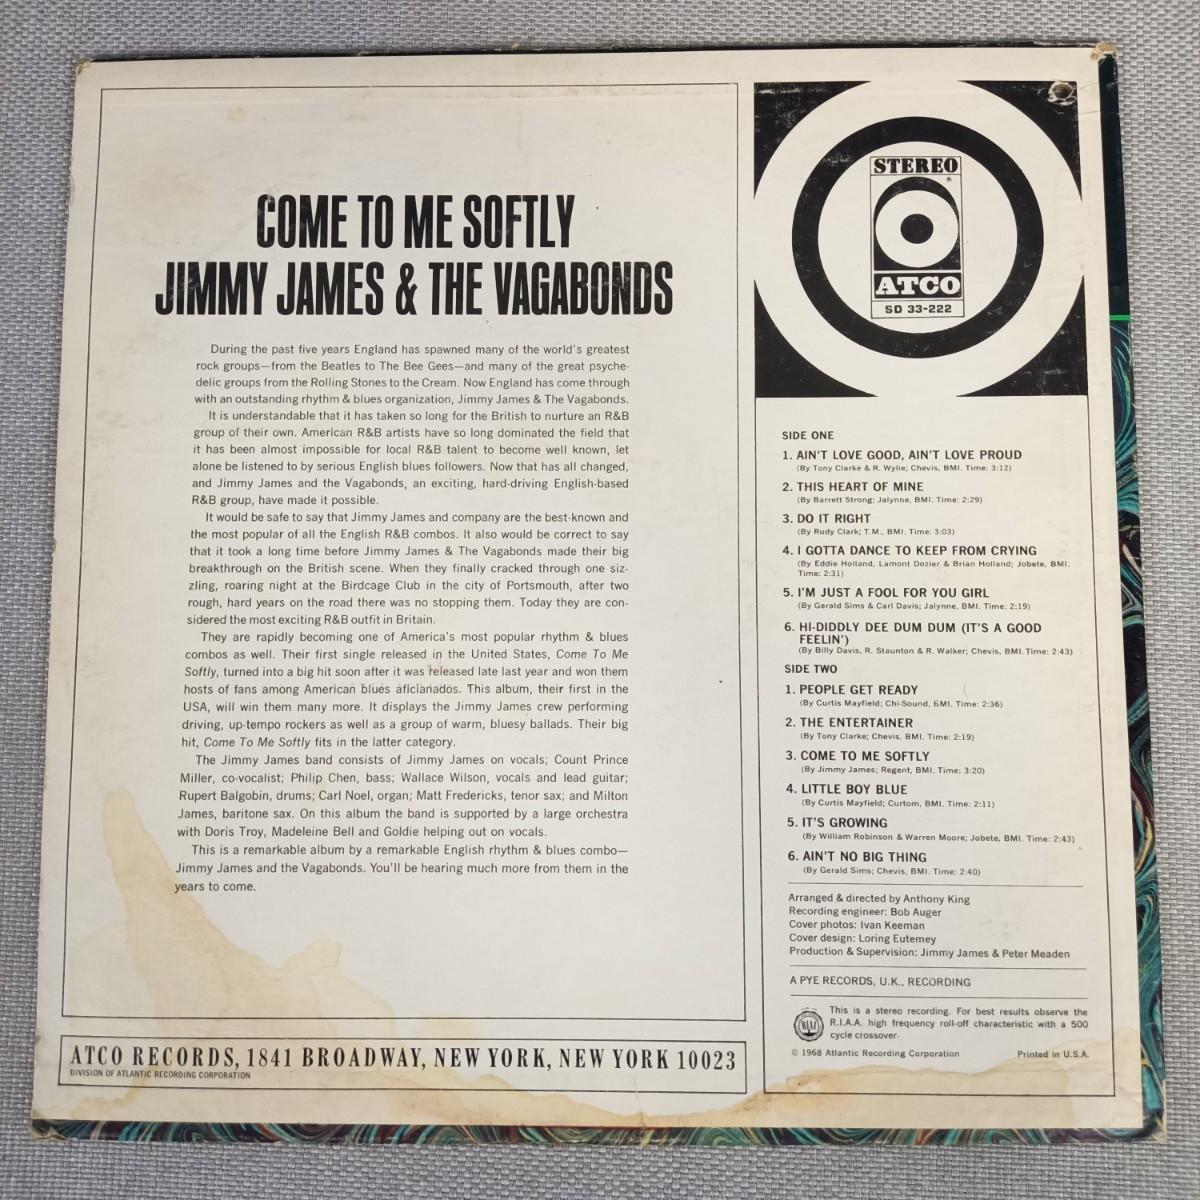 COME TO ME SOFTLY
JIMMY JAMES & THE VAGABONDS
During the past five years England has spawned many of the world's greatest
rock groups—from the Beatles to The Bee Gees—and many of the great psyche-
delic groups from the Rolling Stones to the Cream. Now England has come through
with an outstanding rhythm & blues organization, Jimmy James & The Vagabonds.
It is understandable that it has taken so long for the British to nurture an R&B
group of their own. American R&B artists have so long dominated the field that
it has been almost impossible for local R&B talent to become well known, let
alone be listened to by serious English blues followers. Now that has all changed,
and Jimmy James and the Vagabonds, an exciting, hard-driving English-based
R&B group, have made it possible.
It would be safe to say that Jimmy James and company are the best-known and
the most popular of all the English R&B combos. It also would be correct to say
that it took a long time before Jimmy James & The Vagabonds made their big
breakthrough on the British scene. When they finally cracked through one siz-
zling, roaring night at the Birdcage Club in the city of Portsmouth, after two
rough, hard years on the road there was no stopping them. Today they are con-
sidered the most exciting R&B outfit in Britain.
They are rapidly becoming one of America's most popular rhythm & blues
combos as well. Their first single released in the United States, Come To Me
Softly, turned into a big hit soon after it was released late last year and won them
hosts of fans among American blues aficianados. This album, their first in the
USA, will win them many more. It displays the Jimmy James crew performing
driving, up-tempo rockers as well as a group of warm, bluesy ballads. Their big
hit, Come To Me Softly fits in the latter category.
The Jimmy James band consists of Jimmy James on vocals; Count Prince
Miller, co-vocalist; Philip Chen, bass; Wallace Wilson, vocals and lead guitar;
Rupert Balgobin, drums; Carl Noel, organ; Matt Fredericks, tenor sax; and Milton
James, baritone sax. On this album the band is supported by a large orchestra
with Doris Troy, Madeleine Bell and Goldie helping out on vocals.
This is a remarkable album by a remarkable English rhythm & blues combo—
Jimmy James and the Vagabonds. You'll be hearing much more from them in the
years to come.
ATCO RECORDS, 1841 BROADWAY, NEW YORK, NEW YORK 10023
DIVISION OF ATLANTIC RECORDING CORPORATION
STEREO
ATCO
SD 33-222
SIDE ONE
1. AIN'T LOVE GOOD, AIN'T LOVE PROUD
(By Tony Clarke & R. Wylie; Chevis, BMI. Time: 3:12)
2. THIS HEART OF MINE
(By Barrett Strong; Jalynne, BMI. Time: 2:29)
3. DO IT RIGHT
(By Rudy Clark; T.M., BMI. Time: 3:03)
4. I GOTTA DANCE TO KEEP FROM CRYING
(By Eddie Holland, Lamont Dozier & Brian Holland; Jobete, BMI.
Time: 2:31)
5. I'M JUST A FOOL FOR YOU GIRL
(By Gerald Sims & Carl Davis; Jalynne, BMI. Time: 2:19)
6. HI-DIDDLY DEE DUM DUM (IT'S A GOOD
FEELIN')
(By Billy Davis, R. Staunton & R. Walker; Chevis, BMI. Time: 2:43)
SIDE TWO
1. PEOPLE GET READY
(By Curtis Mayfield; Chi-Sound, BMI. Time: 2:36)
2. THE ENTERTAINER
(By Tony Clarke; Chevis, BMI. Time: 2:19)
3. COME TO ME SOFTLY
(By Jimmy James; Regent, BMI. Time: 3:20)
4. LITTLE BOY BLUE
(By Curtis Mayfield; Curtom, BMI. Time: 2:11)
5. IT'S GROWING
(By William Robinson & Warren Moore; Jobete, BMI. Time: 2:43)
6. AIN'T NO BIG THING
(By Gerald Sims; Chevis, BMI. Time: 2:40)
Arranged & directed by Anthony King
Recording engineer: Bob Auger
Cover photos: Ivan Keeman
Cover design: Loring Eutemey
Production & Supervision: Jimmy James & Peter Meaden
A PYE RECORDS, U.K., RECORDING
This is a stereo recording. For best results observe the
R.I.A.A. high frequency roll-off characteristic with a 500
cycle crossover.
© 1968 Atlantic Recording Corporation Printed in U.S.A.